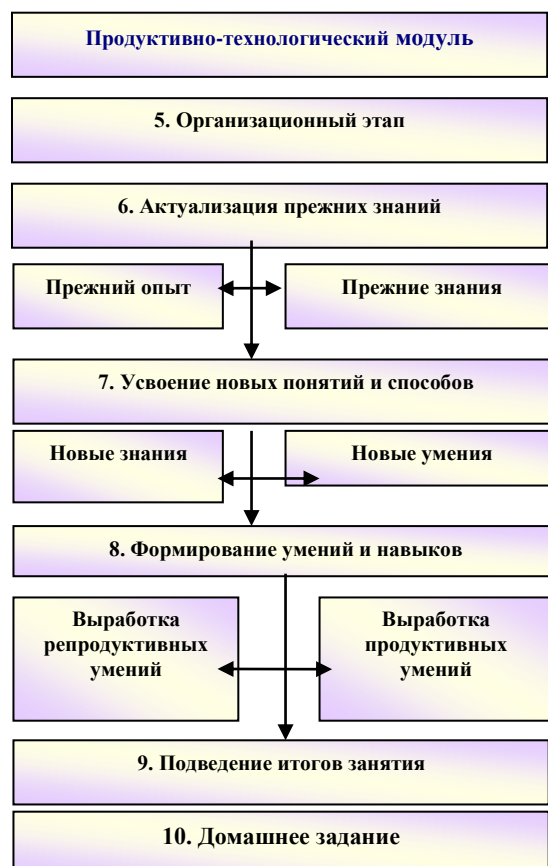 Продуктивно-технологический модуль
5. Организационный этап
6. Актуализация прежних знаний
Прежний опыт
Прежние знания
7. Усвоение новых понятий и способов
Новые знания
Новые умения
8. Формирование умений и навыков
Выработка
репродуктивных
умений
Выработка
продуктивных
умений
9. Подведение итогов занятия
10. Домашнее задание